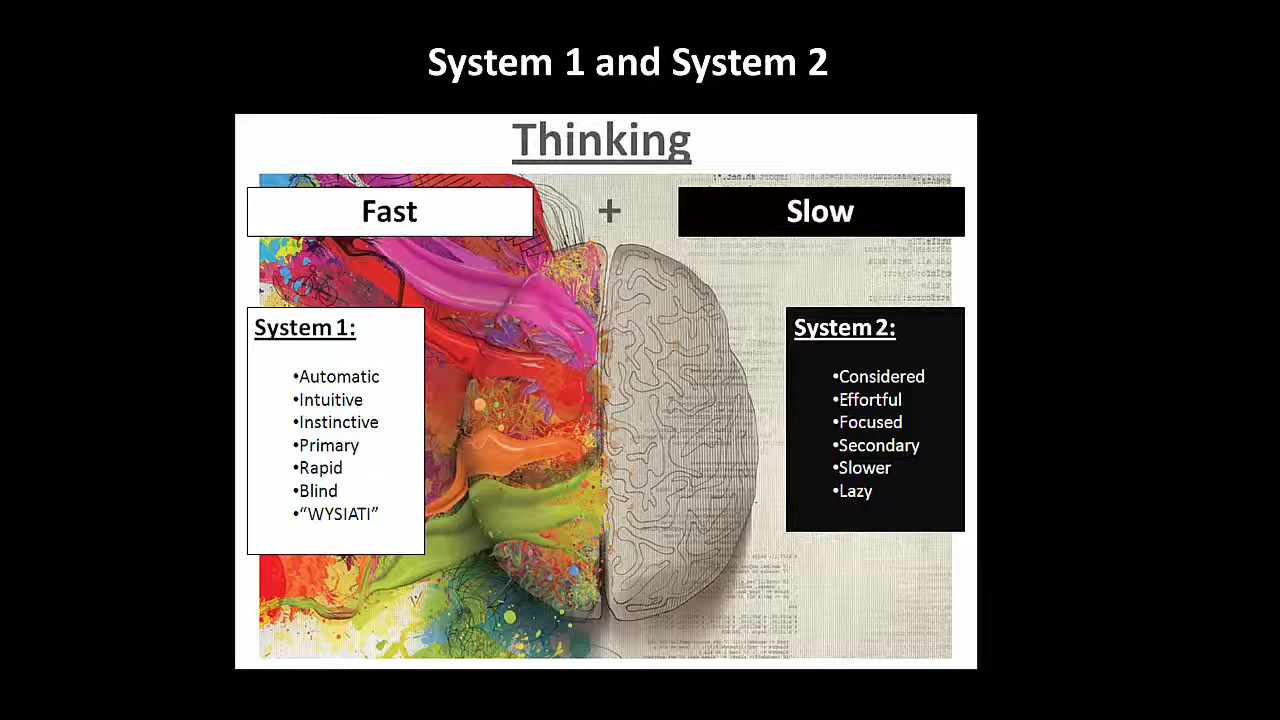 System 1 and System 2
Thinking
Fast
+
Slow
System 1:
•Automatic
•Intuitive
•Instinctive
•Primary
•Rapid
•Blind
•“WYSIATI”
System 2:
•Considered
•Effortful
•Focused
•Secondary
•Slower
•Lazy